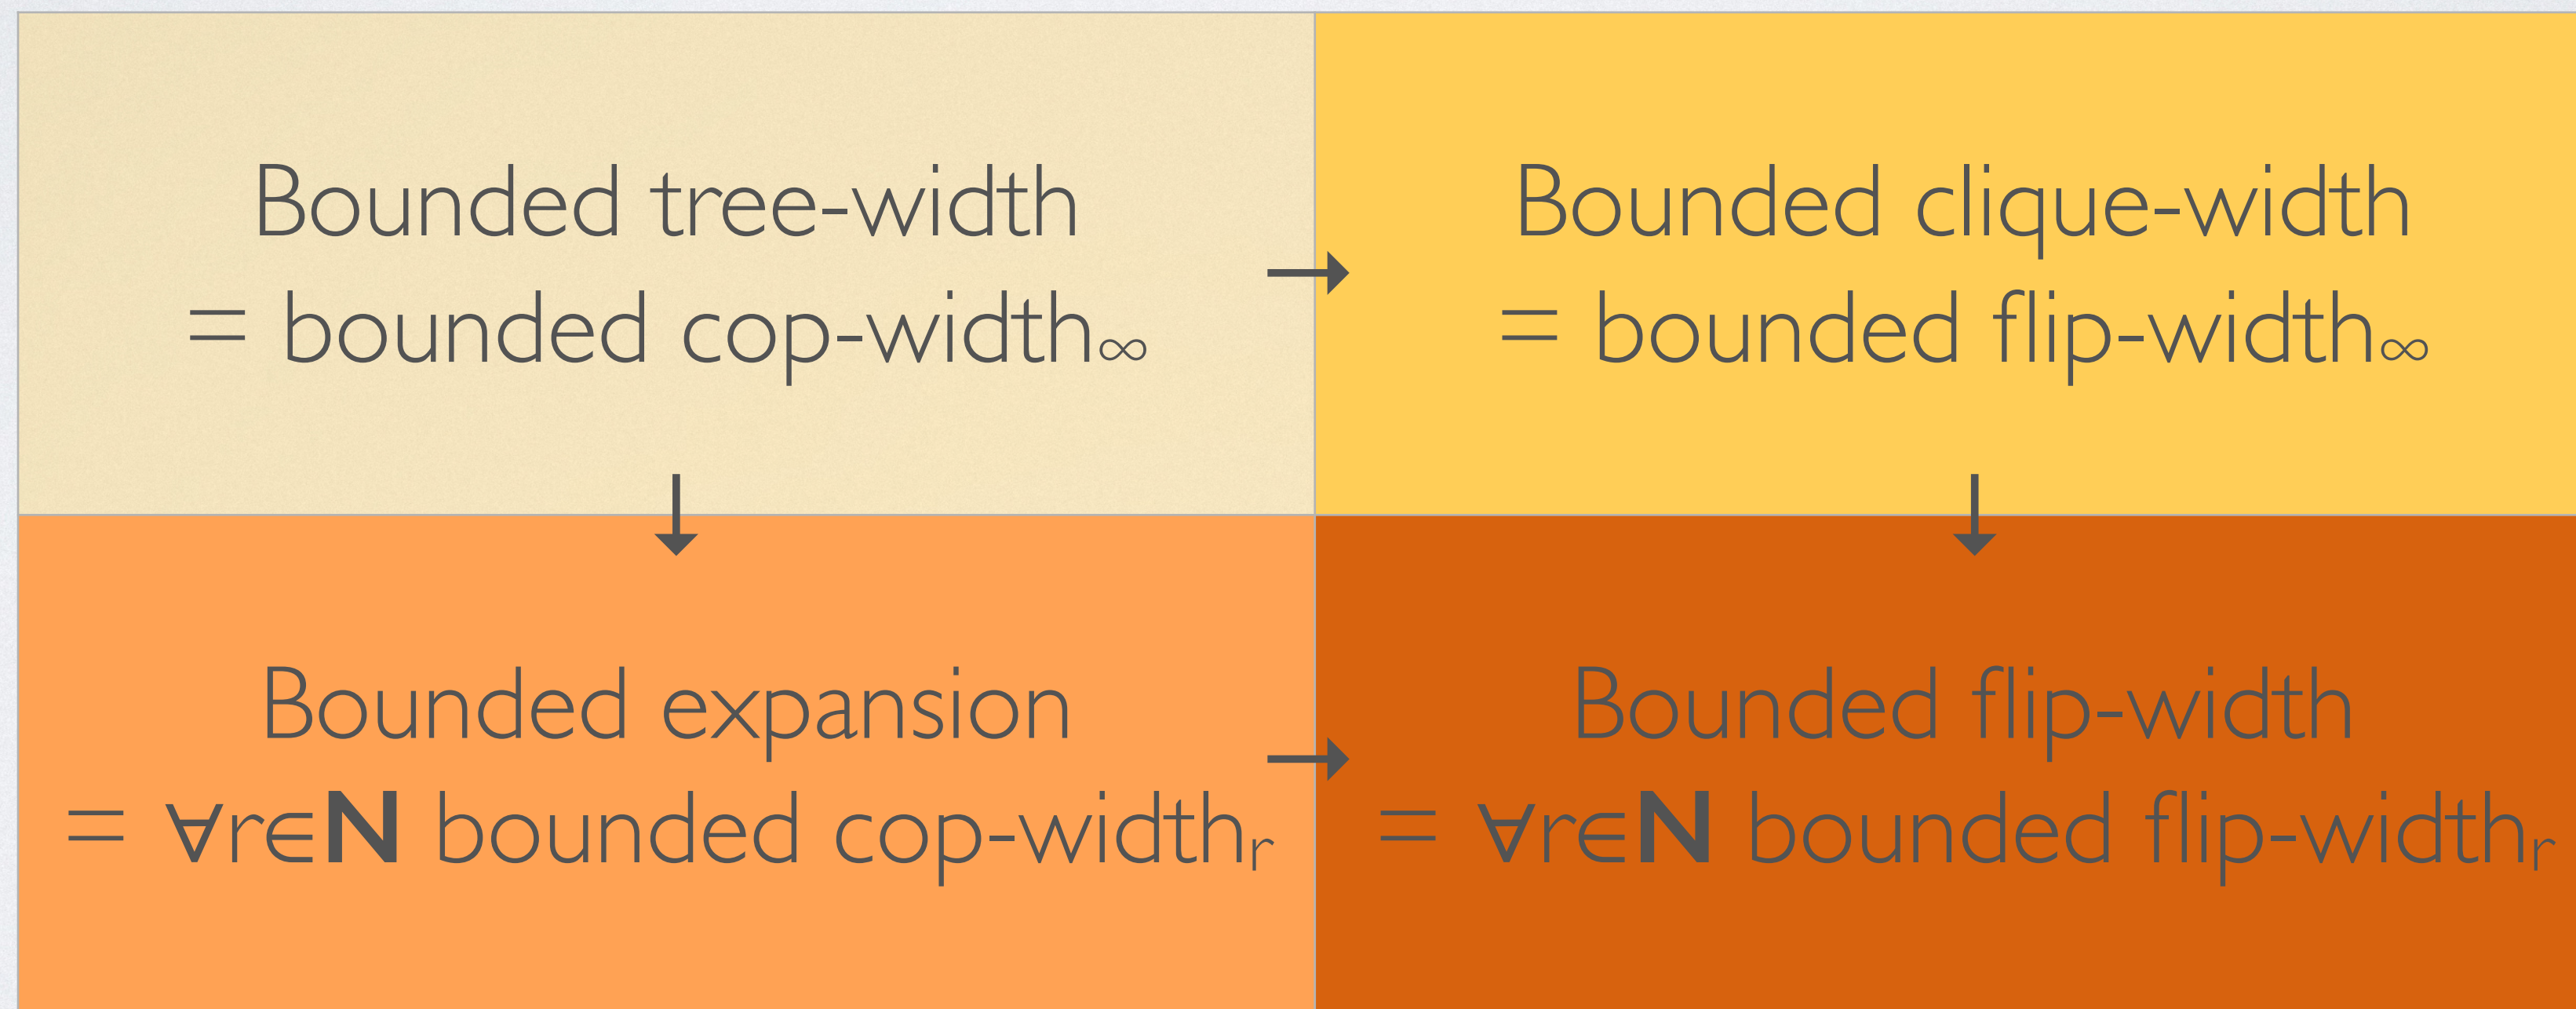 Bounded tree-width
= bounded cop-width∞
Bounded clique-width
= bounded flip-width∞
Bounded expansion
= ∀r∈N bounded cop-widthᵣ
Bounded flip-width
= ∀r∈N bounded flip-widthᵣ